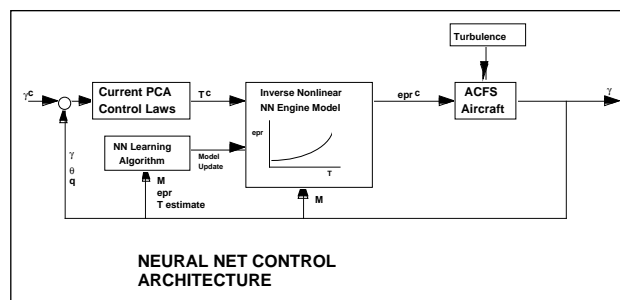 Turbulence
γc
Current PCA
Control Laws
Tc
Inverse Nonlinear
NN Engine Model
epr
T
eprc
ACFS
Aircraft
γ
NN Learning
Algorithm
Model
Update
γ
θ
q
M
epr
T estimate
M
NEURAL NET CONTROL
ARCHITECTURE